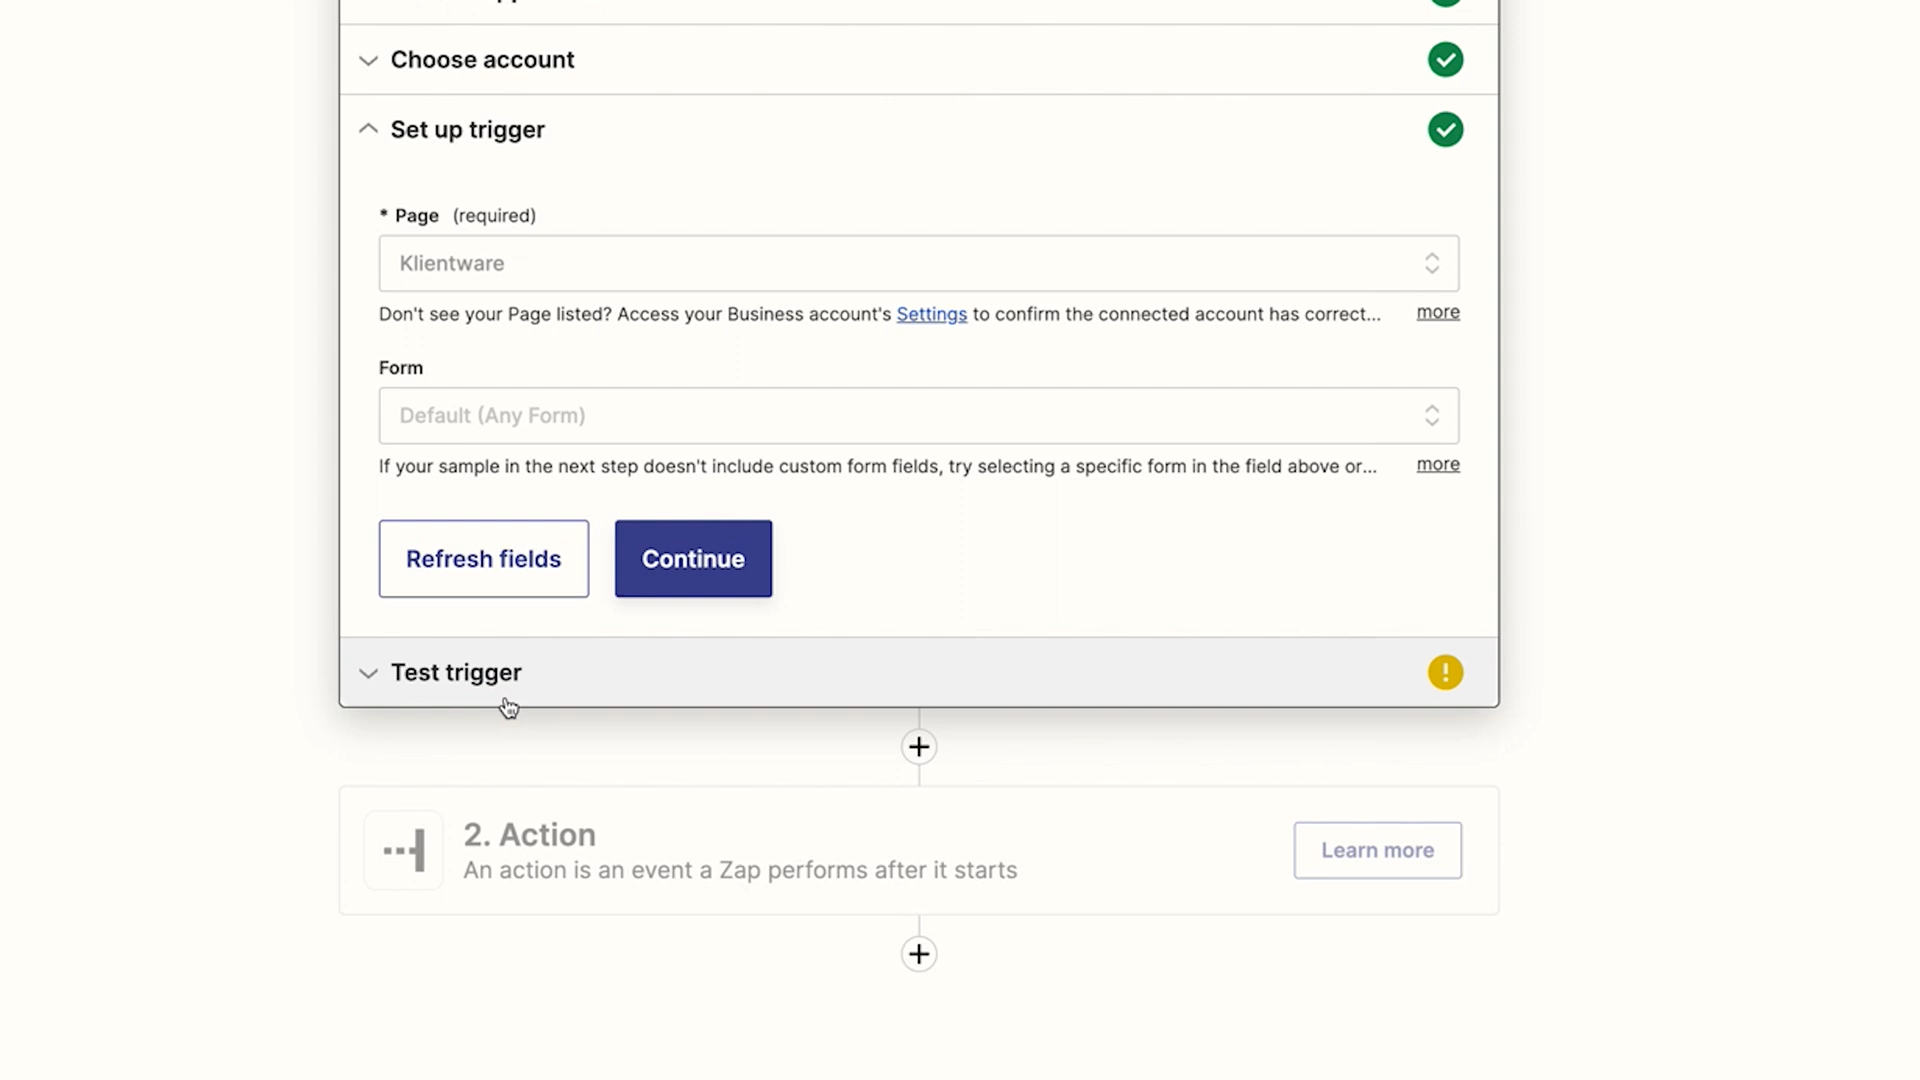 Choose account
Set up trigger
* Page (required)
Klientware
Don't see your Page listed? Access your Business account's Settings to confirm the connected account has correct... more
Form
Default (Any Form)
If your sample in the next step doesn't include custom form fields, try selecting a specific form in the field above or... more
Refresh fields Continue
Test trigger
2. Action
An action is an event a Zap performs after it starts
Learn more